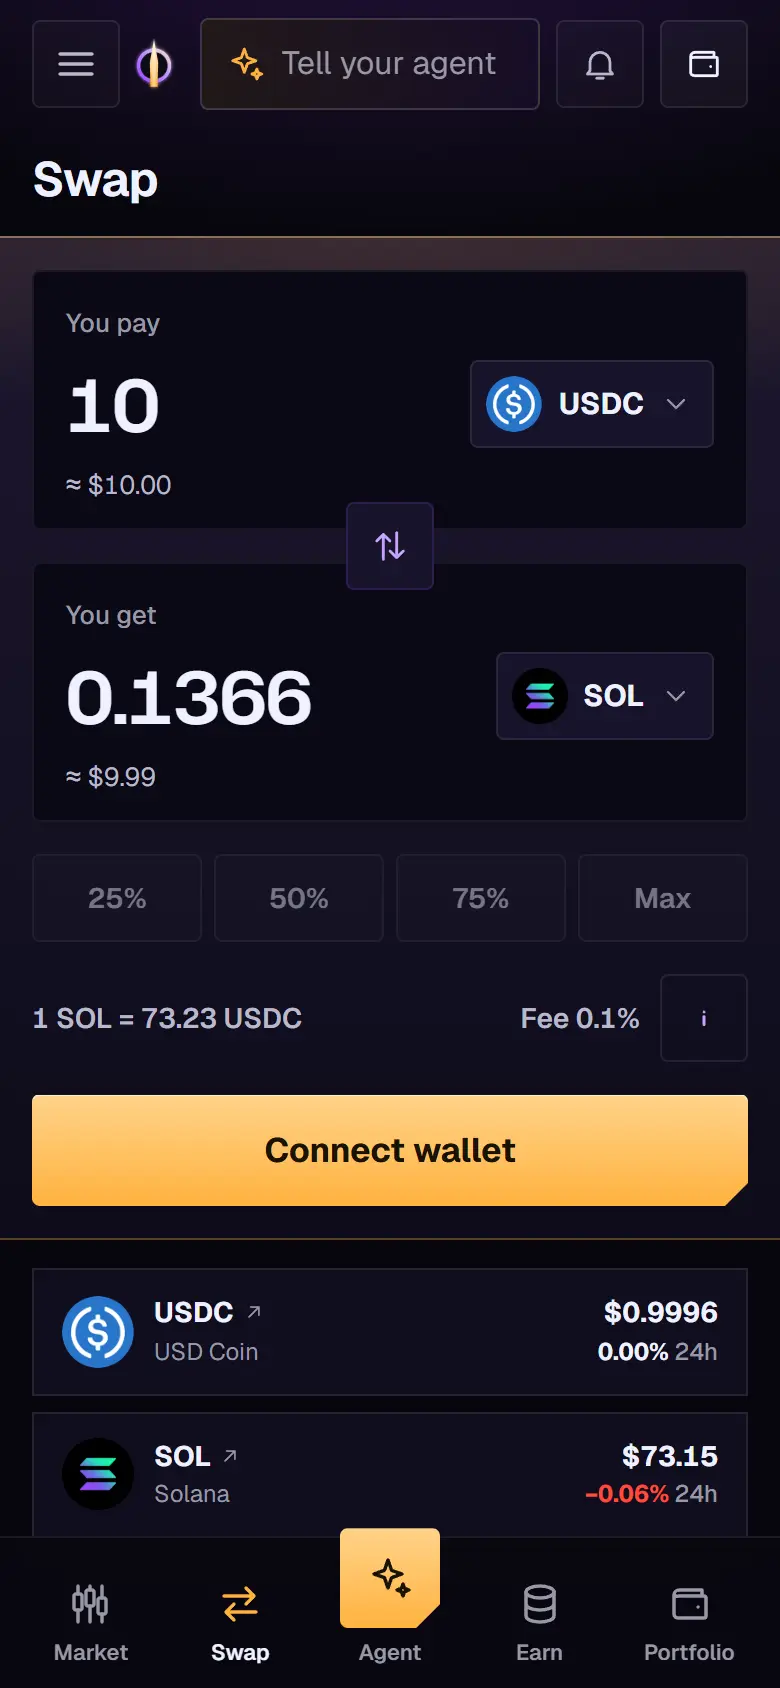 Tell your agent
Swap
You pay
10
USDC
≈ $10.00
You get
0.1366
SOL
≈ $9.99
25%
50%
75%
Max
1 SOL = 73.23 USDC
Fee 0.1%
i
Connect wallet
USDC ↗
$0.9996
USD Coin
0.00% 24h
SOL ↗
$73.15
Solana
−0.06% 24h
Market
Swap
Agent
Earn
Portfolio